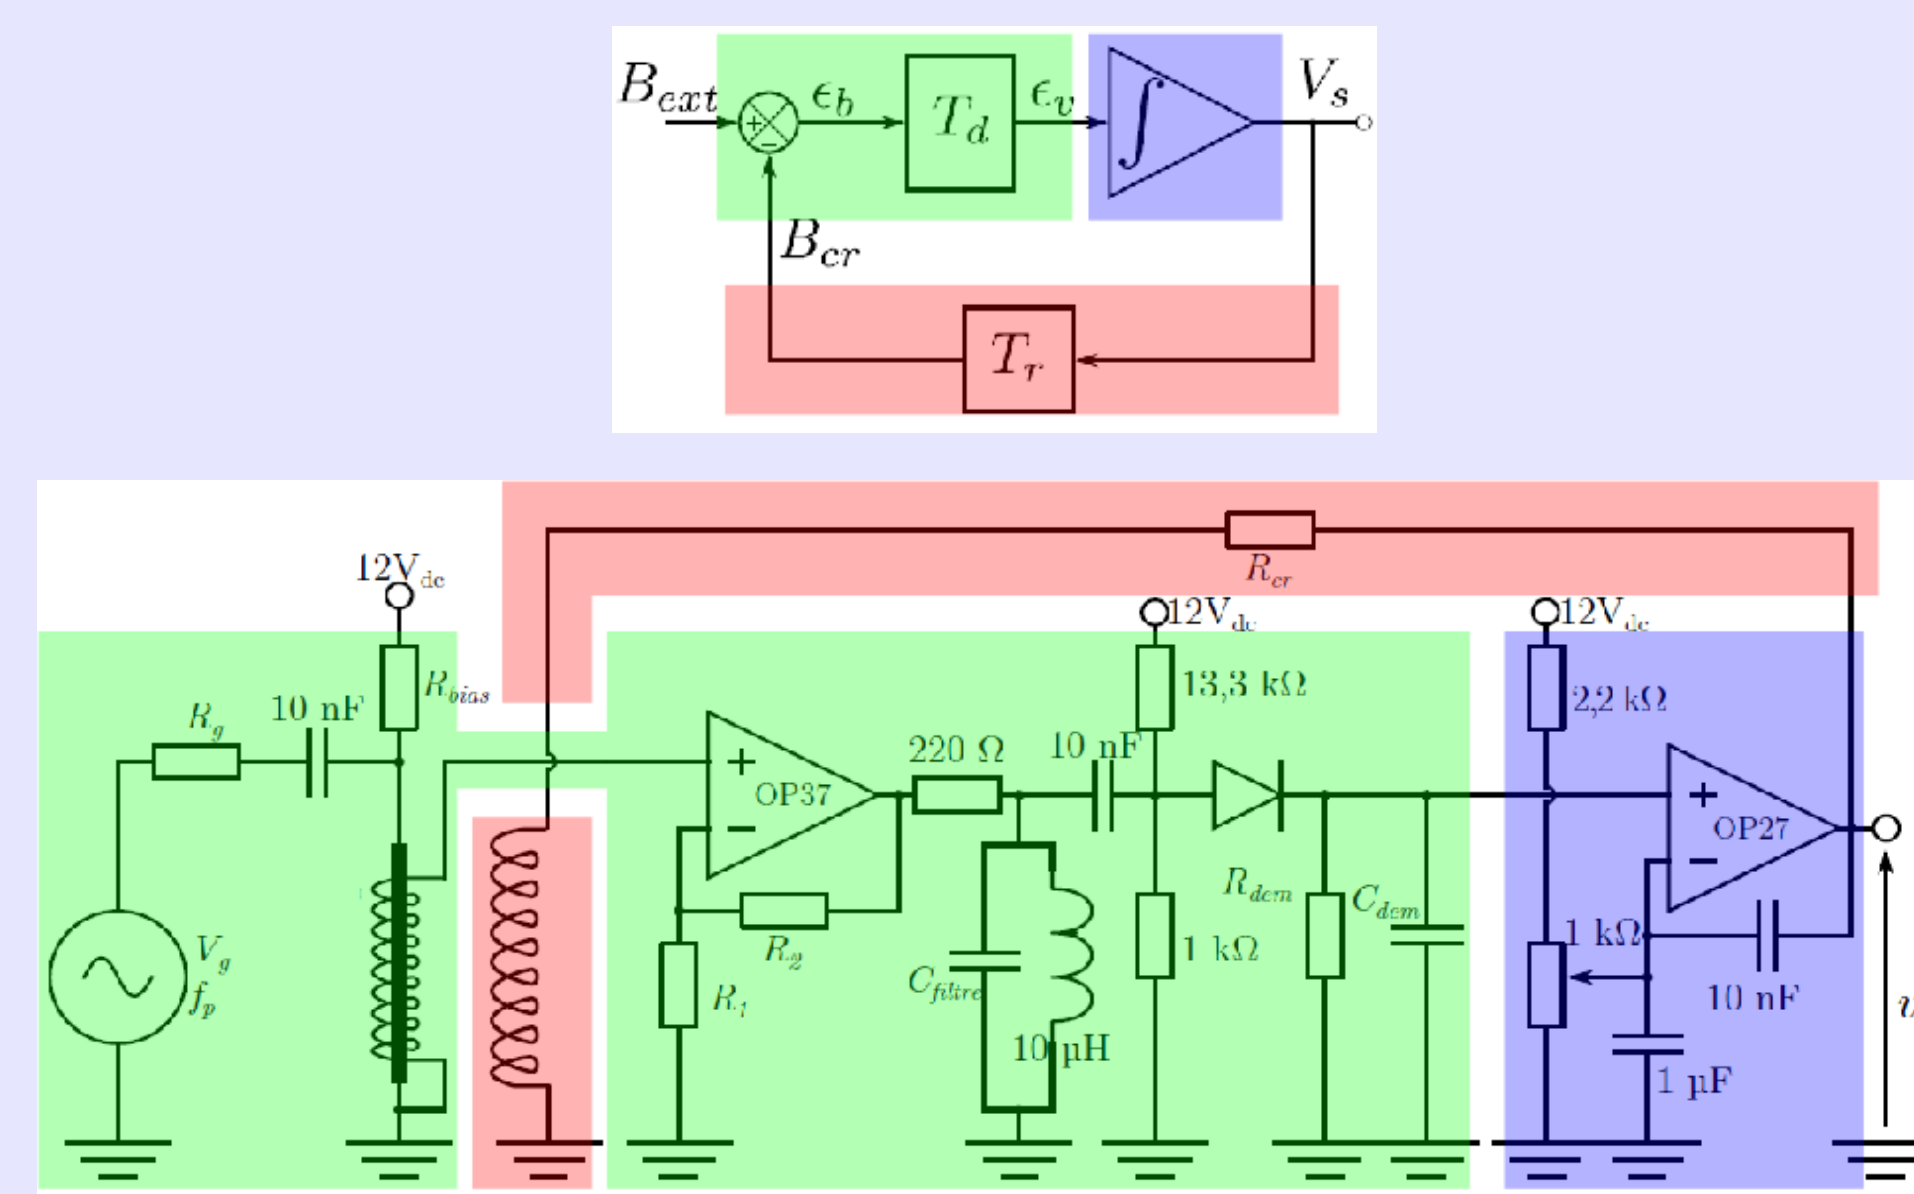 B_ext
+
−
ϵ_b
T_d
ϵ_v
∫
V_s
B_cr
T_r
R_cr
12V_dc
12V_dc
12V_dc
R_bias
13,3 kΩ
2,2 kΩ
R_g
10 nF
220 Ω
10 nF
+
OP37
−
+
OP27
−
R_dem
C_dem
1 kΩ
V_g
f_p
R_2
1 kΩ
R_1
C_filtre
10 nF
10 µH
1 µF